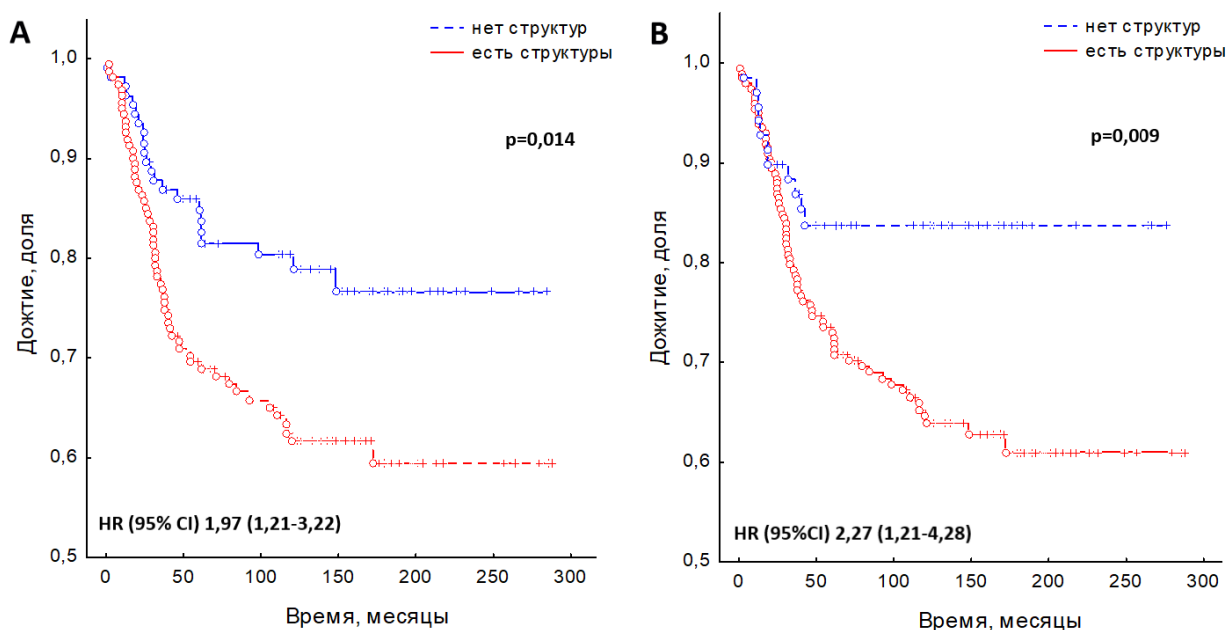 A
нет структур
есть структуры
1,0
0,9
0,8
0,7
0,6
0,5
Дожтие, доля
p=0,014
HR (95% CI) 1,97 (1,21-3,22)
0 50 100 150 200 250 300
Время, месяцы
B
нет структур
есть структуры
1,0
0,9
0,8
0,7
0,6
0,5
Дожитие, доля
p=0,009
HR (95%CI) 2,27 (1,21-4,28)
0 50 100 150 200 250 300
Время, месяцы